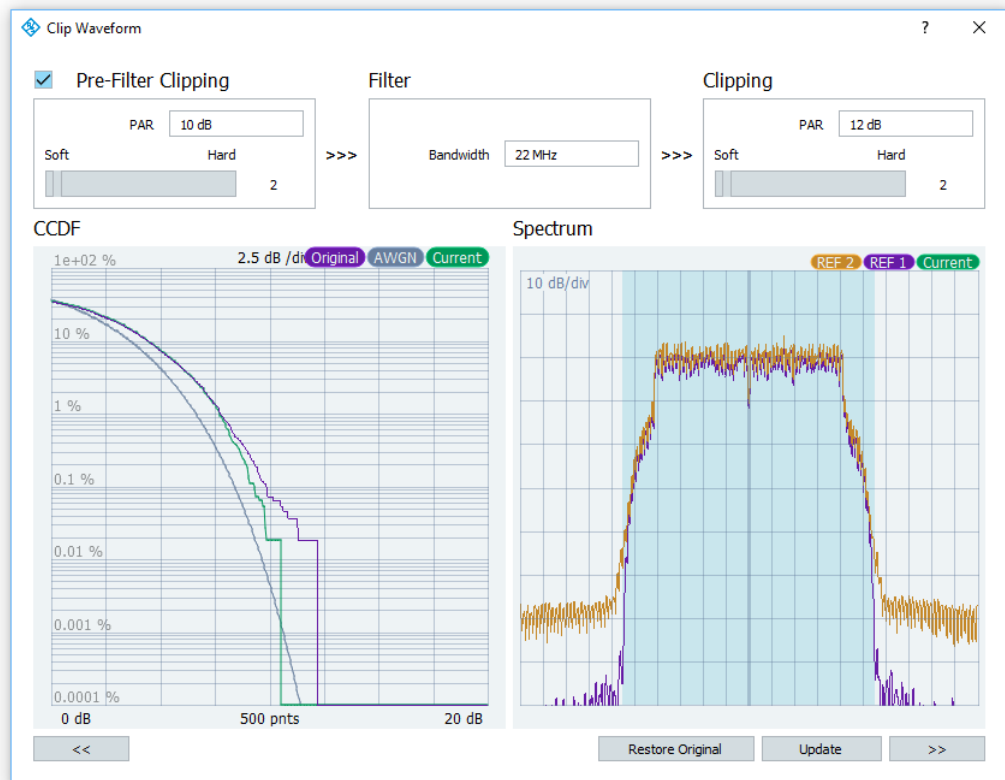 Clip Waveform
?
Pre-Filter Clipping
Filter
Clipping
PAR 10 dB
Soft Hard
2
>>>
Bandwidth 22 MHz
>>>
PAR 12 dB
Soft Hard
2
CCDF
Spectrum
1e+02 % 2.5 dB /di Original AWGN Current
10 %
1 %
0.1 %
0.01 %
0.001 %
0.0001 %
0 dB 500 pnts 20 dB
REF 2 REF 1 Current
10 dB/div
<< Restore Original Update >>